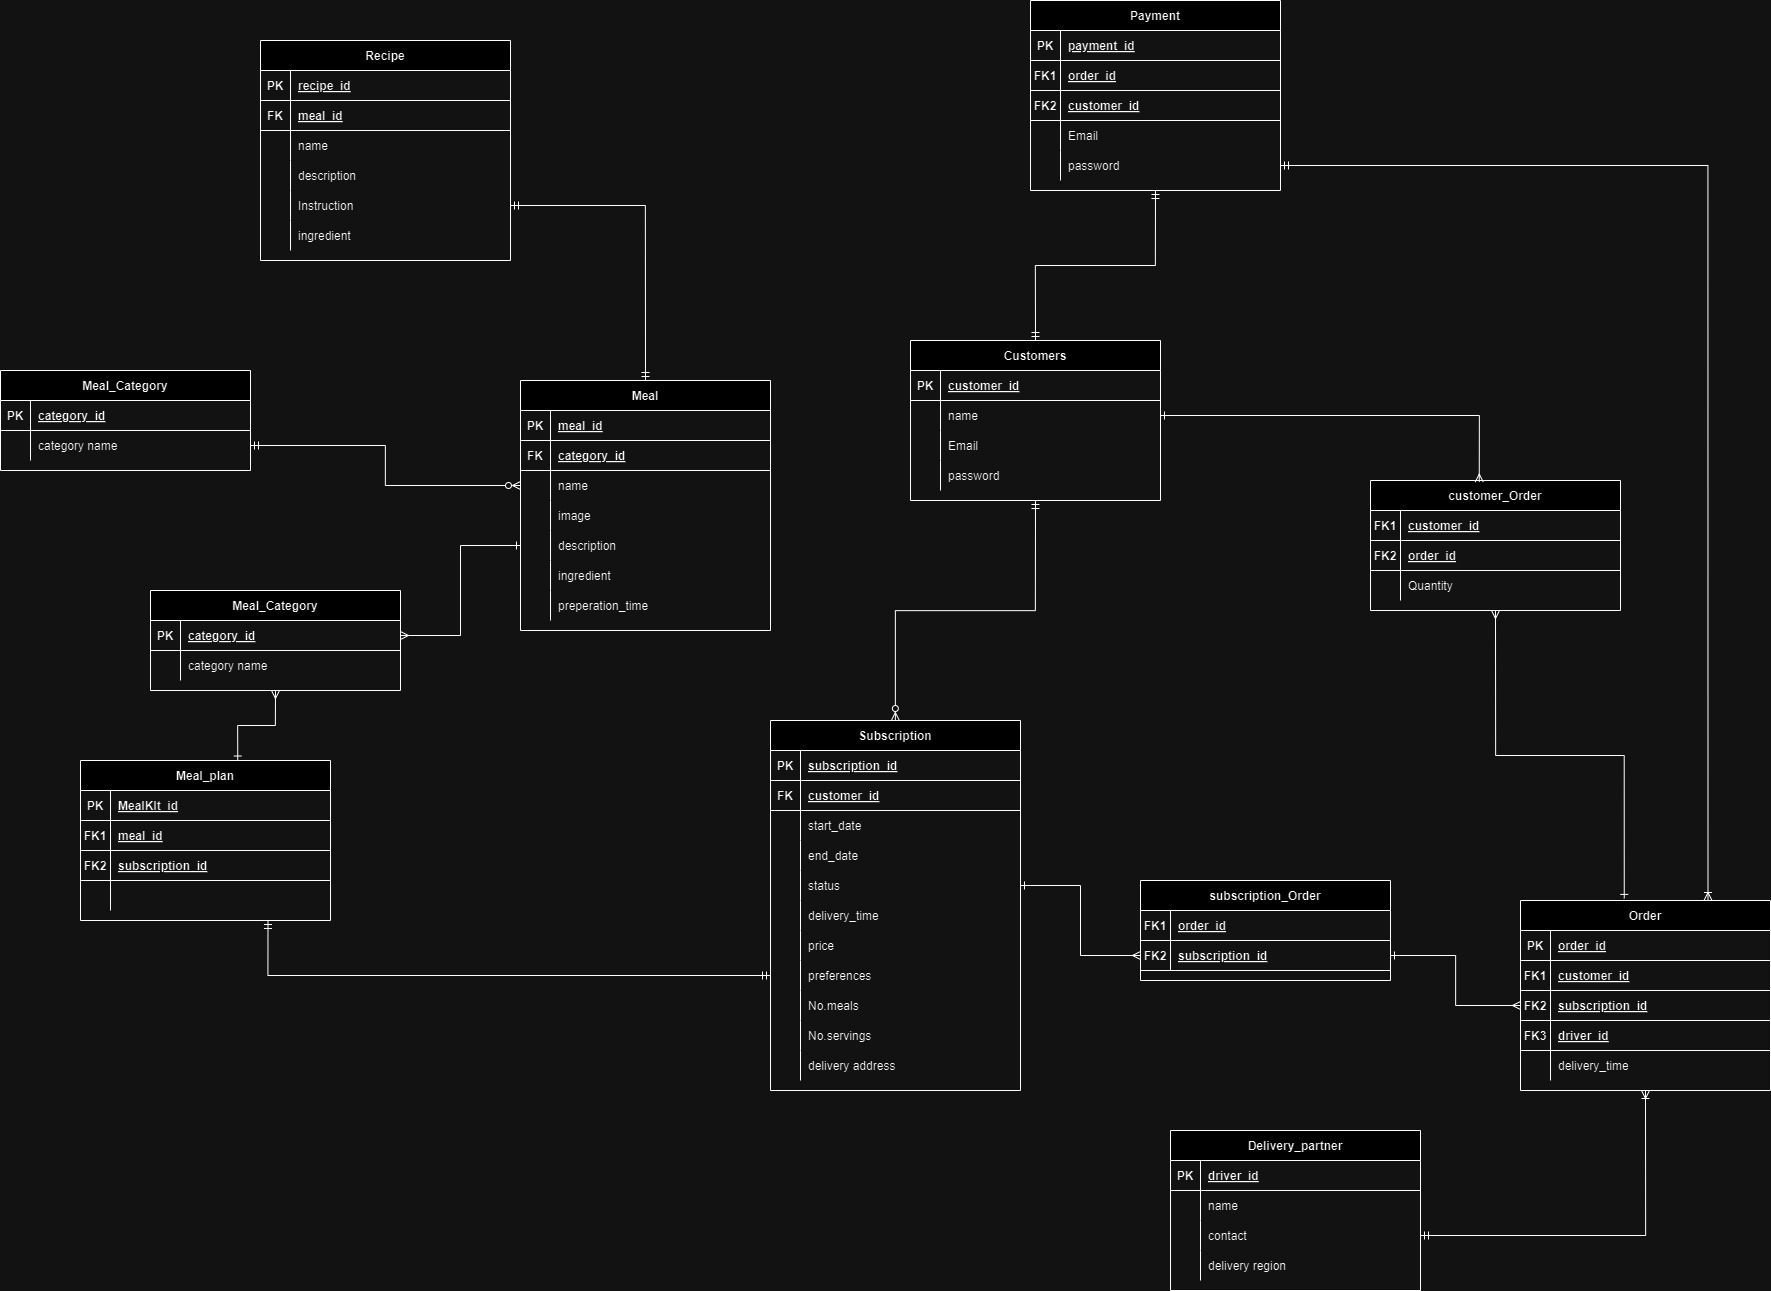 Payment
PK payment_id
FK1 order_id
FK2 customer_id
Email
password
Recipe
PK recipe_id
FK meal_id
name
description
Instruction
ingredient
Customers
PK customer_id
name
Email
password
Meal_Category
PK category_id
category name
Meal
PK meal_id
FK category_id
name
image
description
ingredient
preperation_time
customer_Order
FK1 customer_id
FK2 order_id
Quantity
Meal_Category
PK category_id
category name
Subscription
PK subscription_id
FK customer_id
start_date
end_date
status
delivery_time
price
preferences
No.meals
No.servings
delivery address
Meal_plan
PK MealKIt_id
FK1 meal_id
FK2 subscription_id
subscription_Order
FK1 order_id
FK2 subscription_id
Order
PK order_id
FK1 customer_id
FK2 subscription_id
FK3 driver_id
delivery_time
Delivery_partner
PK driver_id
name
contact
delivery region